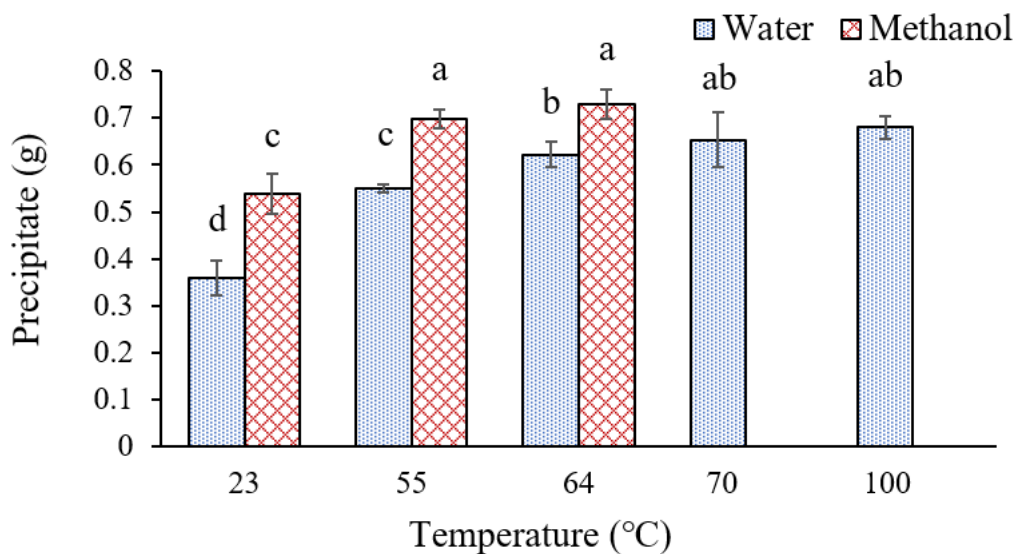 Water Methanol
0.8
0.7
0.6
0.5
0.4
0.3
0.2
0.1
0
Precipitate (g)
d c c a b a ab ab
23 55 64 70 100
Temperature (°C)